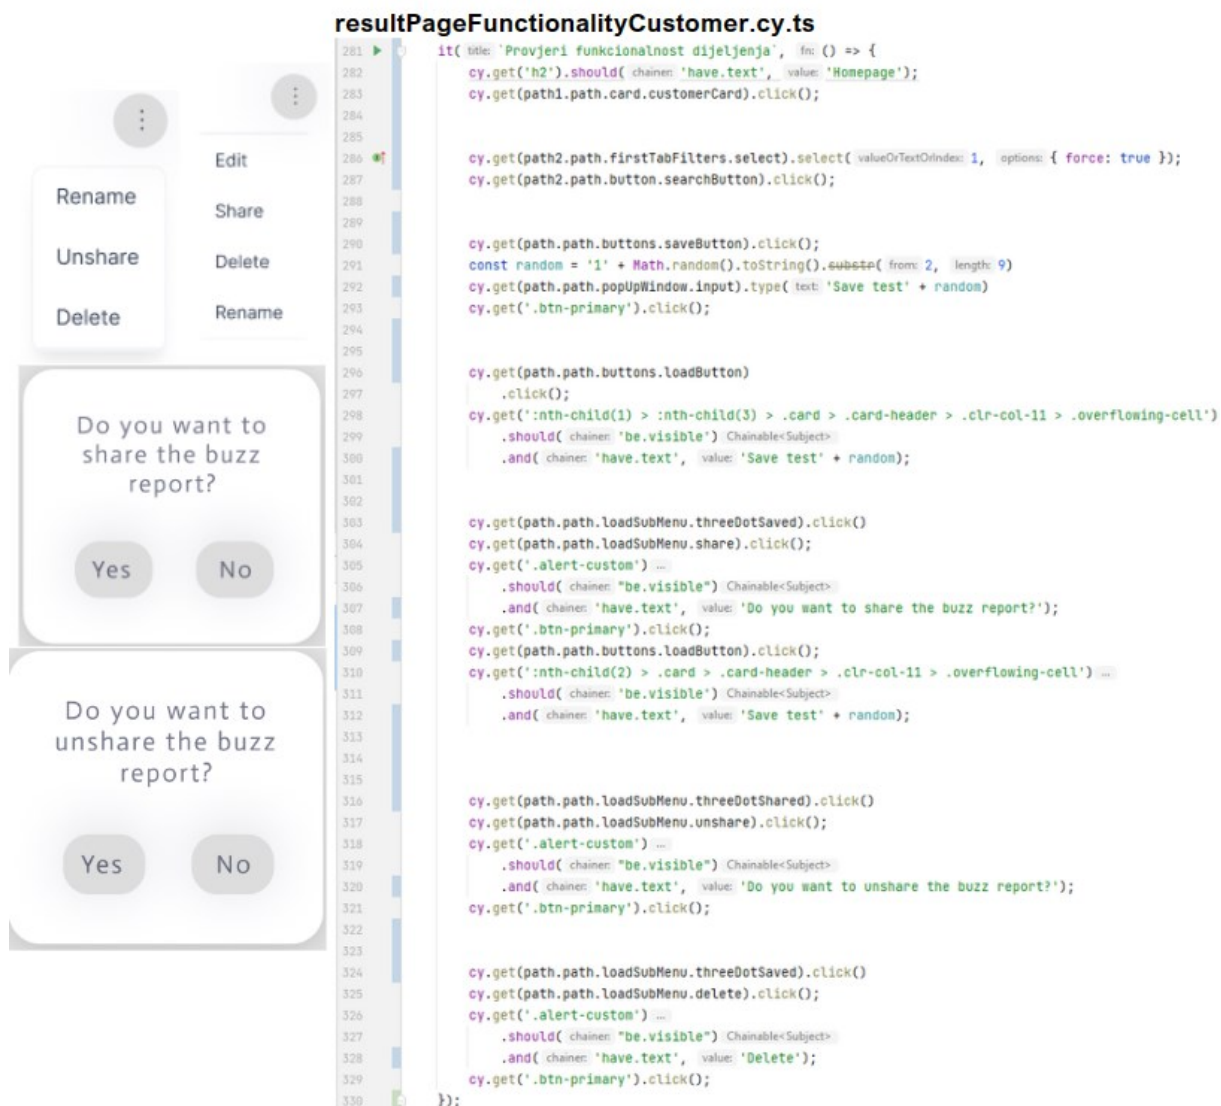 resultPageFunctionalityCustomer.cy.ts
Rename
Unshare
Delete
Edit
Share
Delete
Rename
Do you want to
share the buzz
report?
Yes No
Do you want to
unshare the buzz
report?
Yes No
281 it( title: `Provjeri funkcionalnost dijeljenja`, fn: () => {
282 cy.get('h2').should( chainer: 'have.text', value: 'Homepage');
283 cy.get(path1.path.card.customerCard).click();
284
285
286 cy.get(path2.path.firstTabFilters.select).select( valueOrTextOrIndex: 1, options: { force: true });
287 cy.get(path2.path.button.searchButton).click();
288
289
290 cy.get(path.path.buttons.saveButton).click();
291 const random = '1' + Math.random().toString().substr( from: 2, length: 9)
292 cy.get(path.path.popUpWindow.input).type( text: 'Save test' + random)
293 cy.get('.btn-primary').click();
294
295
296 cy.get(path.path.buttons.loadButton)
297 .click();
298 cy.get(':nth-child(1) > :nth-child(3) > .card > .card-header > .clr-col-11 > .overflowing-cell')
299 .should( chainer: 'be.visible') Chainable<Subject>
300 .and( chainer: 'have.text', value: 'Save test' + random);
301
302
303 cy.get(path.path.loadSubMenu.threeDotSaved).click()
304 cy.get(path.path.loadSubMenu.share).click();
305 cy.get('.alert-custom') ...
306 .should( chainer: "be.visible") Chainable<Subject>
307 .and( chainer: 'have.text', value: 'Do you want to share the buzz report?');
308 cy.get('.btn-primary').click();
309 cy.get(path.path.buttons.loadButton).click();
310 cy.get(':nth-child(2) > .card > .card-header > .clr-col-11 > .overflowing-cell') ...
311 .should( chainer: 'be.visible') Chainable<Subject>
312 .and( chainer: 'have.text', value: 'Save test' + random);
313
314
315
316 cy.get(path.path.loadSubMenu.threeDotShared).click()
317 cy.get(path.path.loadSubMenu.unshare).click();
318 cy.get('.alert-custom') ...
319 .should( chainer: "be.visible") Chainable<Subject>
320 .and( chainer: 'have.text', value: 'Do you want to unshare the buzz report?');
321 cy.get('.btn-primary').click();
322
323
324 cy.get(path.path.loadSubMenu.threeDotSaved).click()
325 cy.get(path.path.loadSubMenu.delete).click();
326 cy.get('.alert-custom') ...
327 .should( chainer: "be.visible") Chainable<Subject>
328 .and( chainer: 'have.text', value: 'Delete');
329 cy.get('.btn-primary').click();
330 });